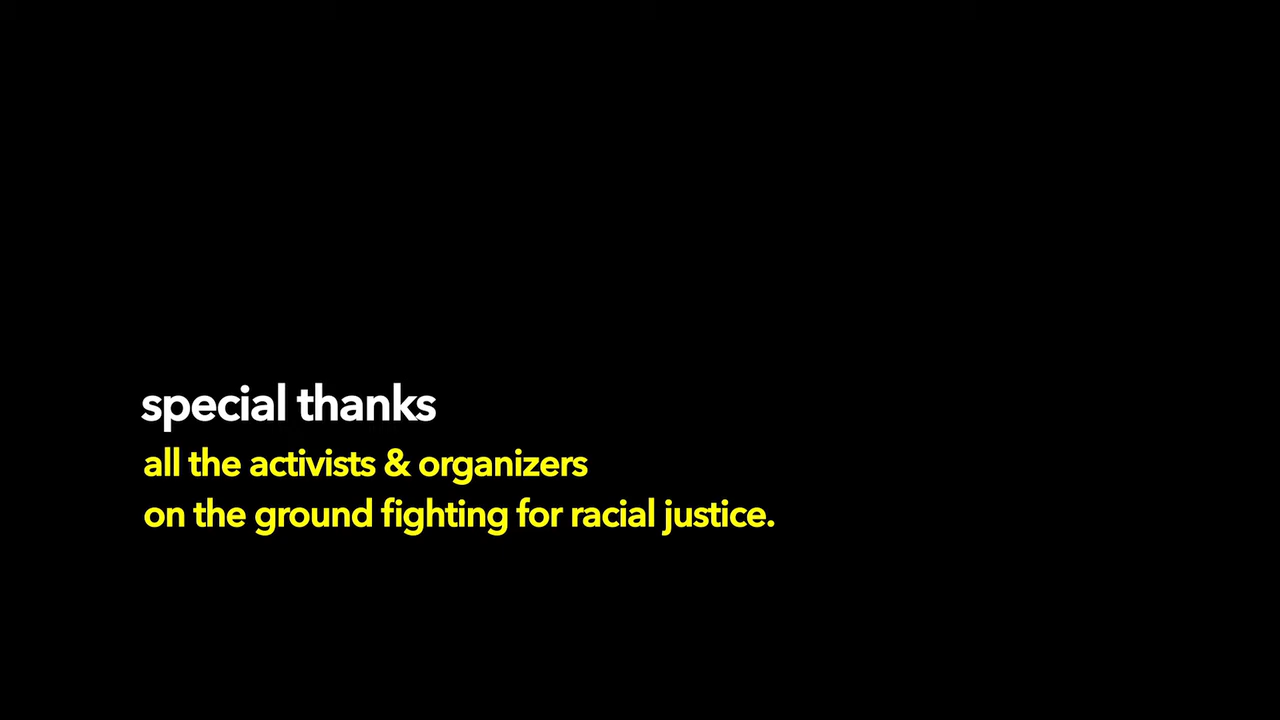 special thanks
all the activists & organizers
on the ground fighting for racial justice.